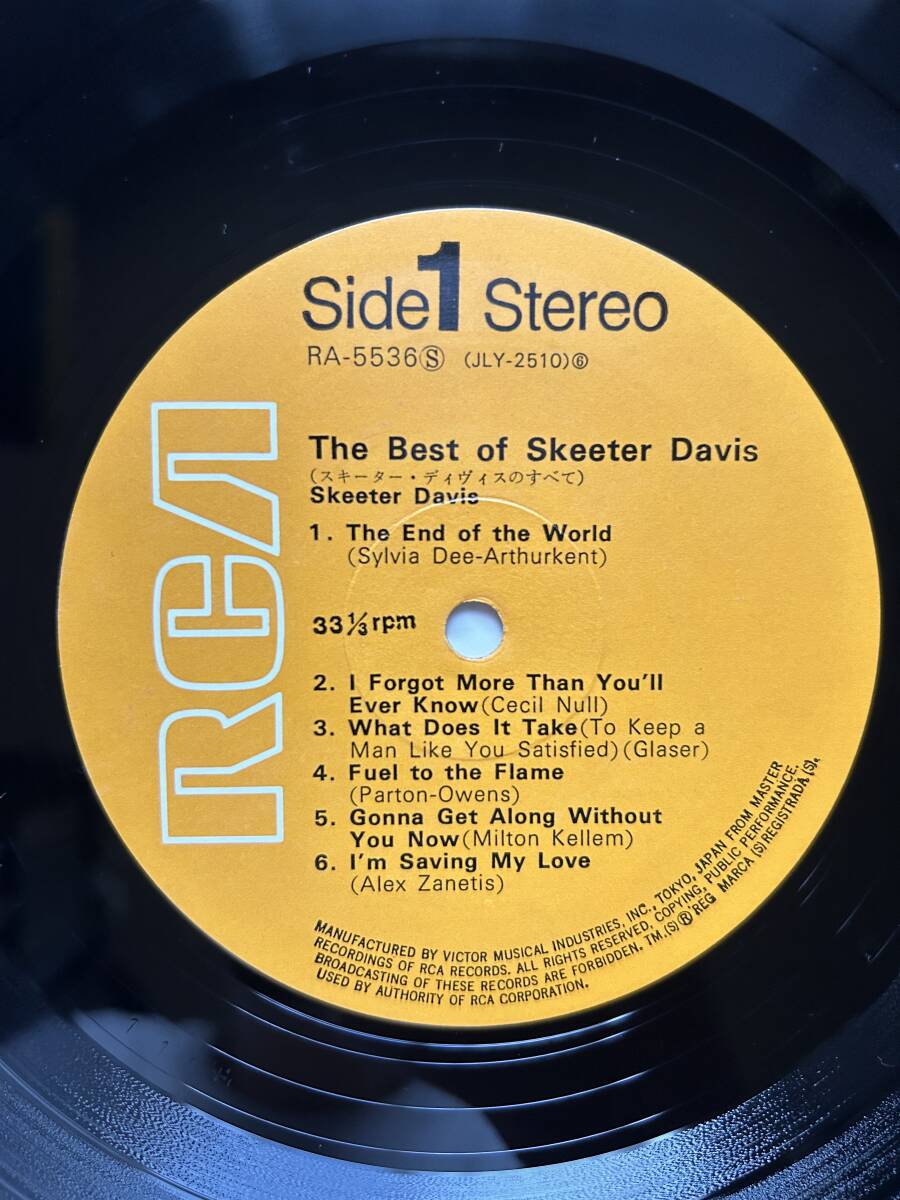 Side 1 Stereo
RA-5536Ⓢ (JLY-2510)⑥
RCA
The Best of Skeeter Davis
(スキーター・ディヴィスのすべて)
Skeeter Davis
1. The End of the World
(Sylvia Dee-Arthurkent)
33 1/3 rpm
2. I Forgot More Than You'll
Ever Know(Cecil Null)
3. What Does It Take(To Keep a
Man Like You Satisfied)(Glaser)
4. Fuel to the Flame
(Parton-Owens)
5. Gonna Get Along Without
You Now(Milton Kellem)
6. I'm Saving My Love
(Alex Zanetis)
MANUFACTURED BY VICTOR MUSICAL INDUSTRIES, INC., TOKYO, JAPAN FROM MASTER
RECORDINGS OF RCA RECORDS. ALL RIGHTS RESERVED, COPYING, PUBLIC PERFORMANCE,
BROADCASTING OF THESE RECORDS ARE FORBIDDEN. TM.(S)® REG MARCA (S) REGISTRADA (S).
USED BY AUTHORITY OF RCA CORPORATION.